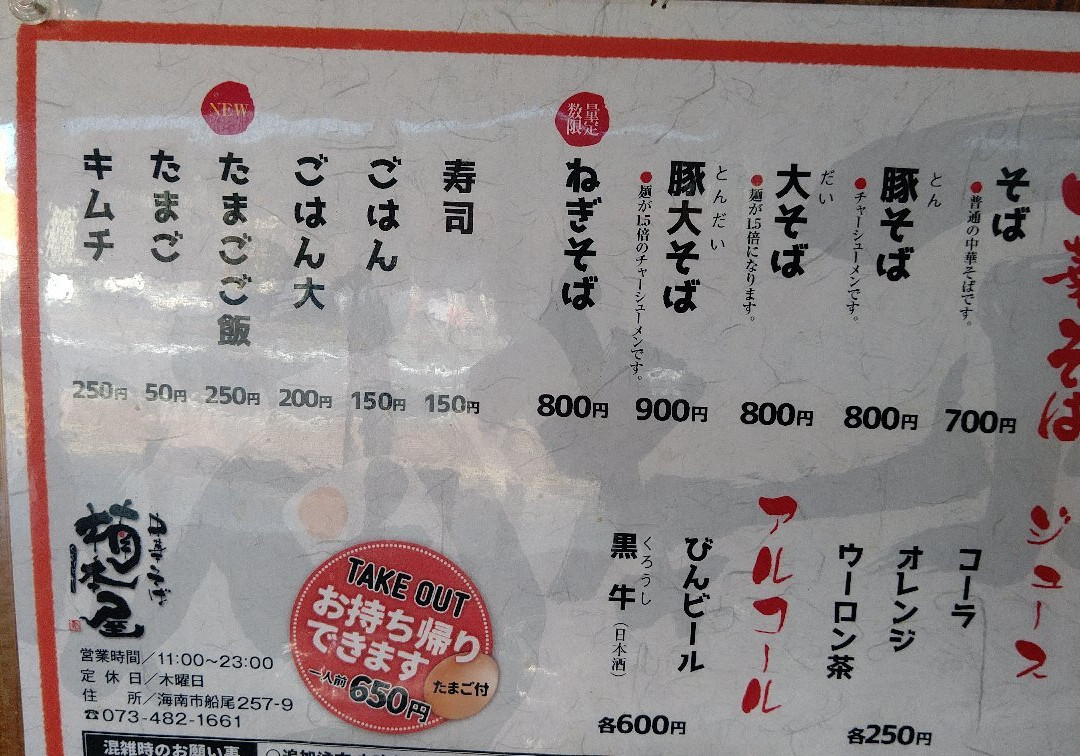 中華そば
そば
●普通の中華そばです。
700円
とん
豚そば
●チャーシューメンです。
800円
だい
大そば
●麺が1.5倍になります。
800円
とんだい
豚大そば
●麺が1.5倍のチャーシューメンです。
900円
数量限定
ねぎそば
800円
寿司
150円
ごはん
150円
ごはん大
200円
NEW
たまごご飯
250円
たまご
50円
キムチ
250円
ジュース
コーラ
オレンジ
ウーロン茶
各250円
アルコール
びんビール
くろうし
黒牛(日本酒)
各600円
TAKE OUT
お持ち帰り
できます
一人前 650円
たまご付
中華そば
営業時間/11:00~23:00
定休日/木曜日
住所/海南市船尾257-9
☎073-482-1661
混雑時のお願い事